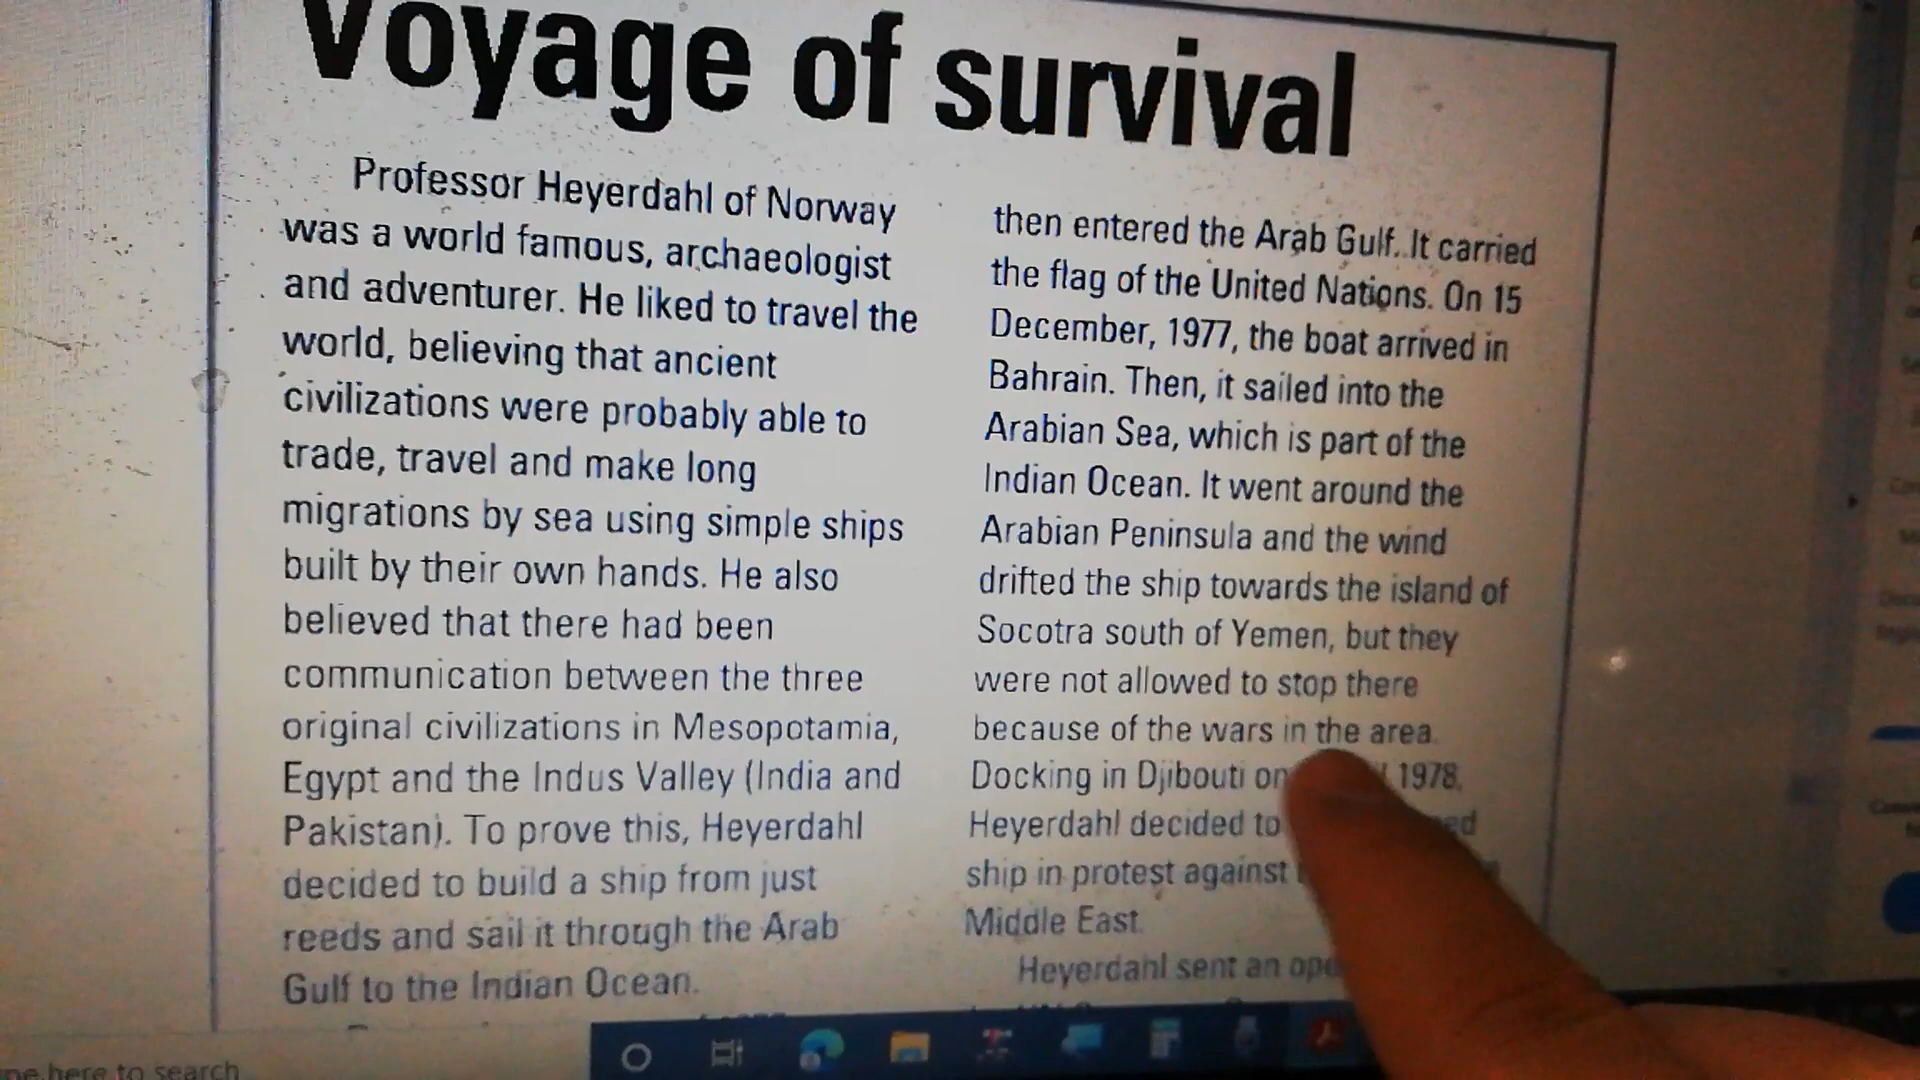 Voyage of survival
Professor Heyerdahl of Norway
was a world famous, archaeologist
and adventurer. He liked to travel the
world, believing that ancient
civilizations were probably able to
trade, travel and make long
migrations by sea using simple ships
built by their own hands. He also
believed that there had been
communication between the three
original civilizations in Mesopotamia,
Egypt and the Indus Valley (India and
Pakistan). To prove this, Heyerdahl
decided to build a ship from just
reeds and sail it through the Arab
Gulf to the Indian Ocean.
then entered the Arab Gulf. It carried
the flag of the United Nations. On 15
December, 1977, the boat arrived in
Bahrain. Then, it sailed into the
Arabian Sea, which is part of the
Indian Ocean. It went around the
Arabian Peninsula and the wind
drifted the ship towards the island of
Socotra south of Yemen, but they
were not allowed to stop there
because of the wars in the area.
Docking in Djibouti on 1978,
Heyerdahl decided to
ship in protest against
Middle East.
Heyerdahl sent an
here to search